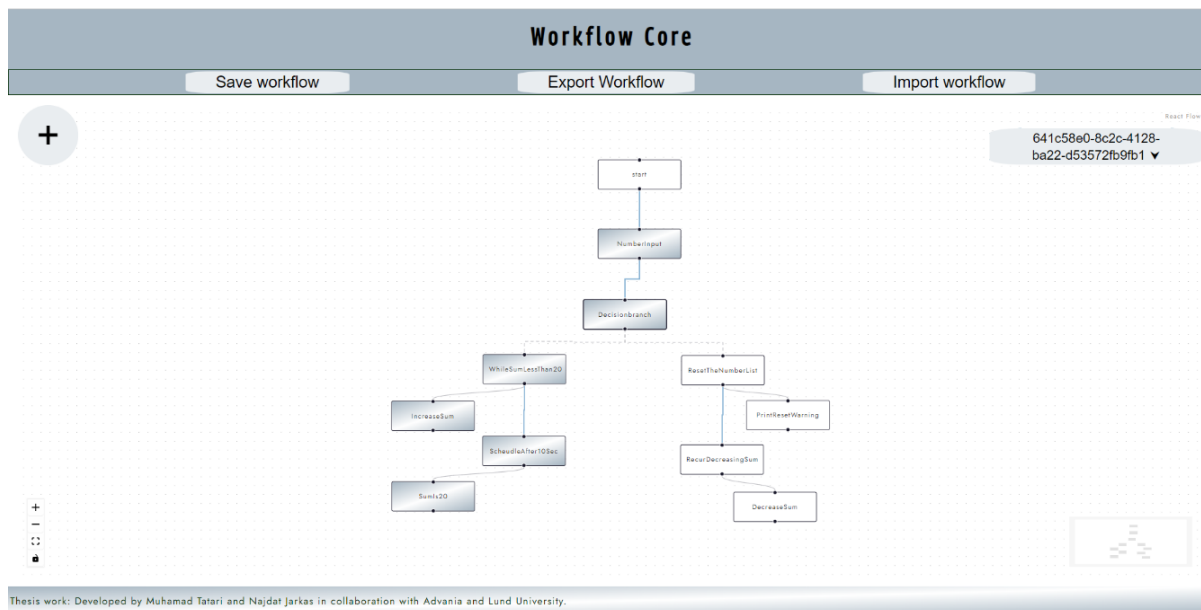 Workflow Core
Save workflow
Export Workflow
Import workflow
+
React Flow
641c58e0-8c2c-4128-
ba22-d53572fb9fb1
start
NumberInput
Decisionbranch
WhileSumLessThan20
ResetTheNumberList
IncreaseSum
PrintResetWarning
ScheudleAfter10Sec
RecurDecreasingSum
SumIs20
DecreaseSum
Thesis work: Developed by Muhamad Tatari and Najdat Jarkas in collaboration with Advania and Lund University.